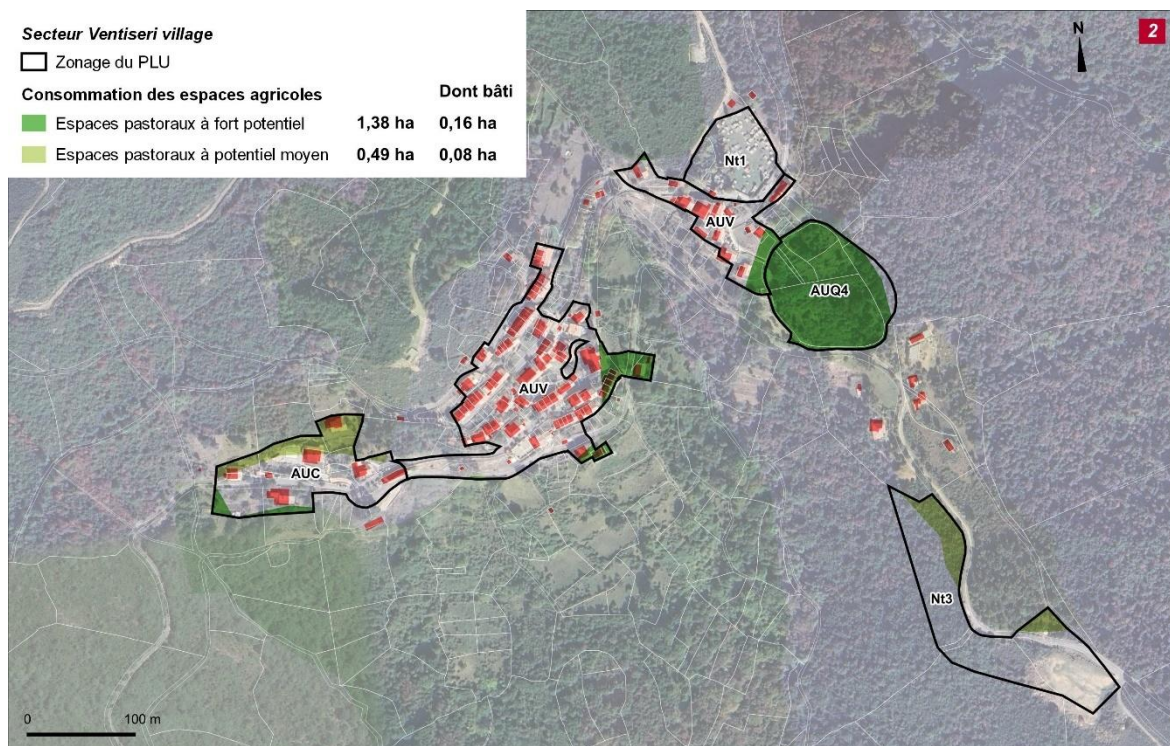 Secteur Ventiseri village
Zonage du PLU
Consommation des espaces agricoles Dont bâti
Espaces pastoraux à fort potentiel 1,38 ha 0,16 ha
Espaces pastoraux à potentiel moyen 0,49 ha 0,08 ha
2
N
Nt1
AUV
AUQ4
AUV
AUC
Nt3
0 100 m